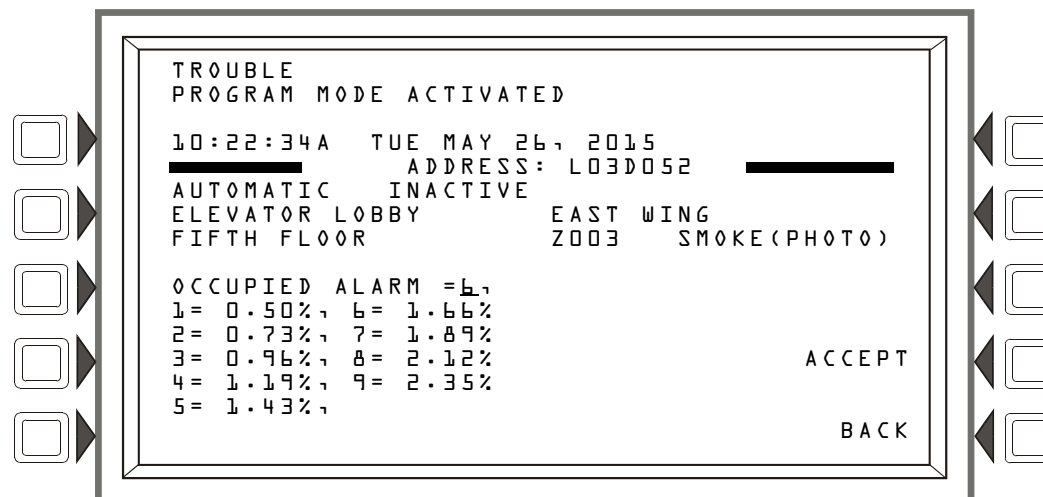 TROUBLE
PROGRAM MODE ACTIVATED
10:22:34A TUE MAY 26, 2015
ADDRESS: L03D052
AUTOMATIC INACTIVE
ELEVATOR LOBBY EAST WING
FIFTH FLOOR Z003 SMOKE(PHOTO)
OCCUPIED ALARM =6,
1= 0.50%, 6= 1.66%
2= 0.73%, 7= 1.89%
3= 0.96%, 8= 2.12% ACCEPT
4= 1.19%, 9= 2.35%
5= 1.43%,
BACK